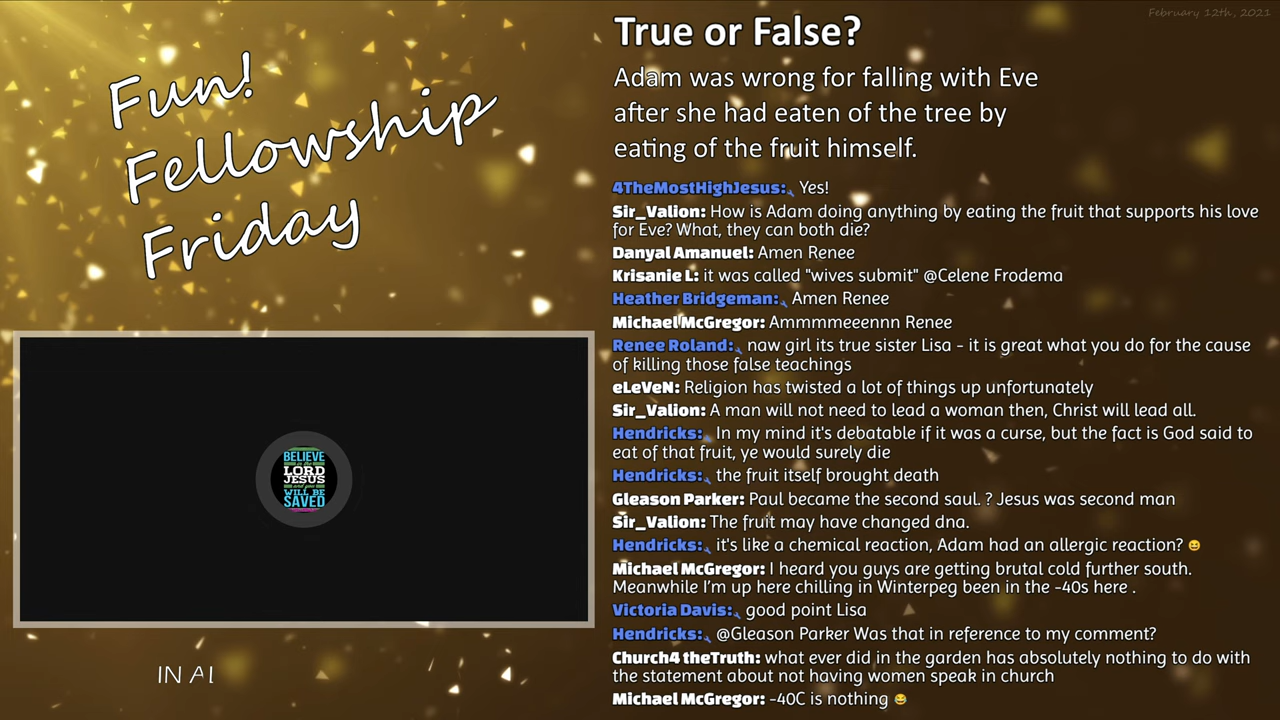 February 12th, 2021
Fun!
Fellowship
Friday
True or False?
Adam was wrong for falling with Eve
after she had eaten of the tree by
eating of the fruit himself.
4TheMostHighJesus: Yes!
Sir_Valion: How is Adam doing anything by eating the fruit that supports his love
for Eve? What, they can both die?
Danyal Amanuel: Amen Renee
Krisanie L: it was called "wives submit" @Celene Frodema
Heather Bridgeman: Amen Renee
Michael McGregor: Ammmmeeennn Renee
Renee Roland: naw girl its true sister Lisa - it is great what you do for the cause
of killing those false teachings
eLeVeN: Religion has twisted a lot of things up unfortunately
Sir_Valion: A man will not need to lead a woman then, Christ will lead all.
Hendricks: In my mind it's debatable if it was a curse, but the fact is God said to
eat of that fruit, ye would surely die
Hendricks: the fruit itself brought death
Gleason Parker: Paul became the second saul. ? Jesus was second man
Sir_Valion: The fruit may have changed dna.
Hendricks: it's like a chemical reaction, Adam had an allergic reaction? 😆
Michael McGregor: I heard you guys are getting brutal cold further south.
Meanwhile I'm up here chilling in Winterpeg been in the -40s here .
Victoria Davis: good point Lisa
Hendricks: @Gleason Parker Was that in reference to my comment?
Church4 theTruth: what ever did in the garden has absolutely nothing to do with
the statement about not having women speak in church
Michael McGregor: -40C is nothing 😂
BELIEVE
LORD
JESUS
WILL BE
SAVED
IN AL